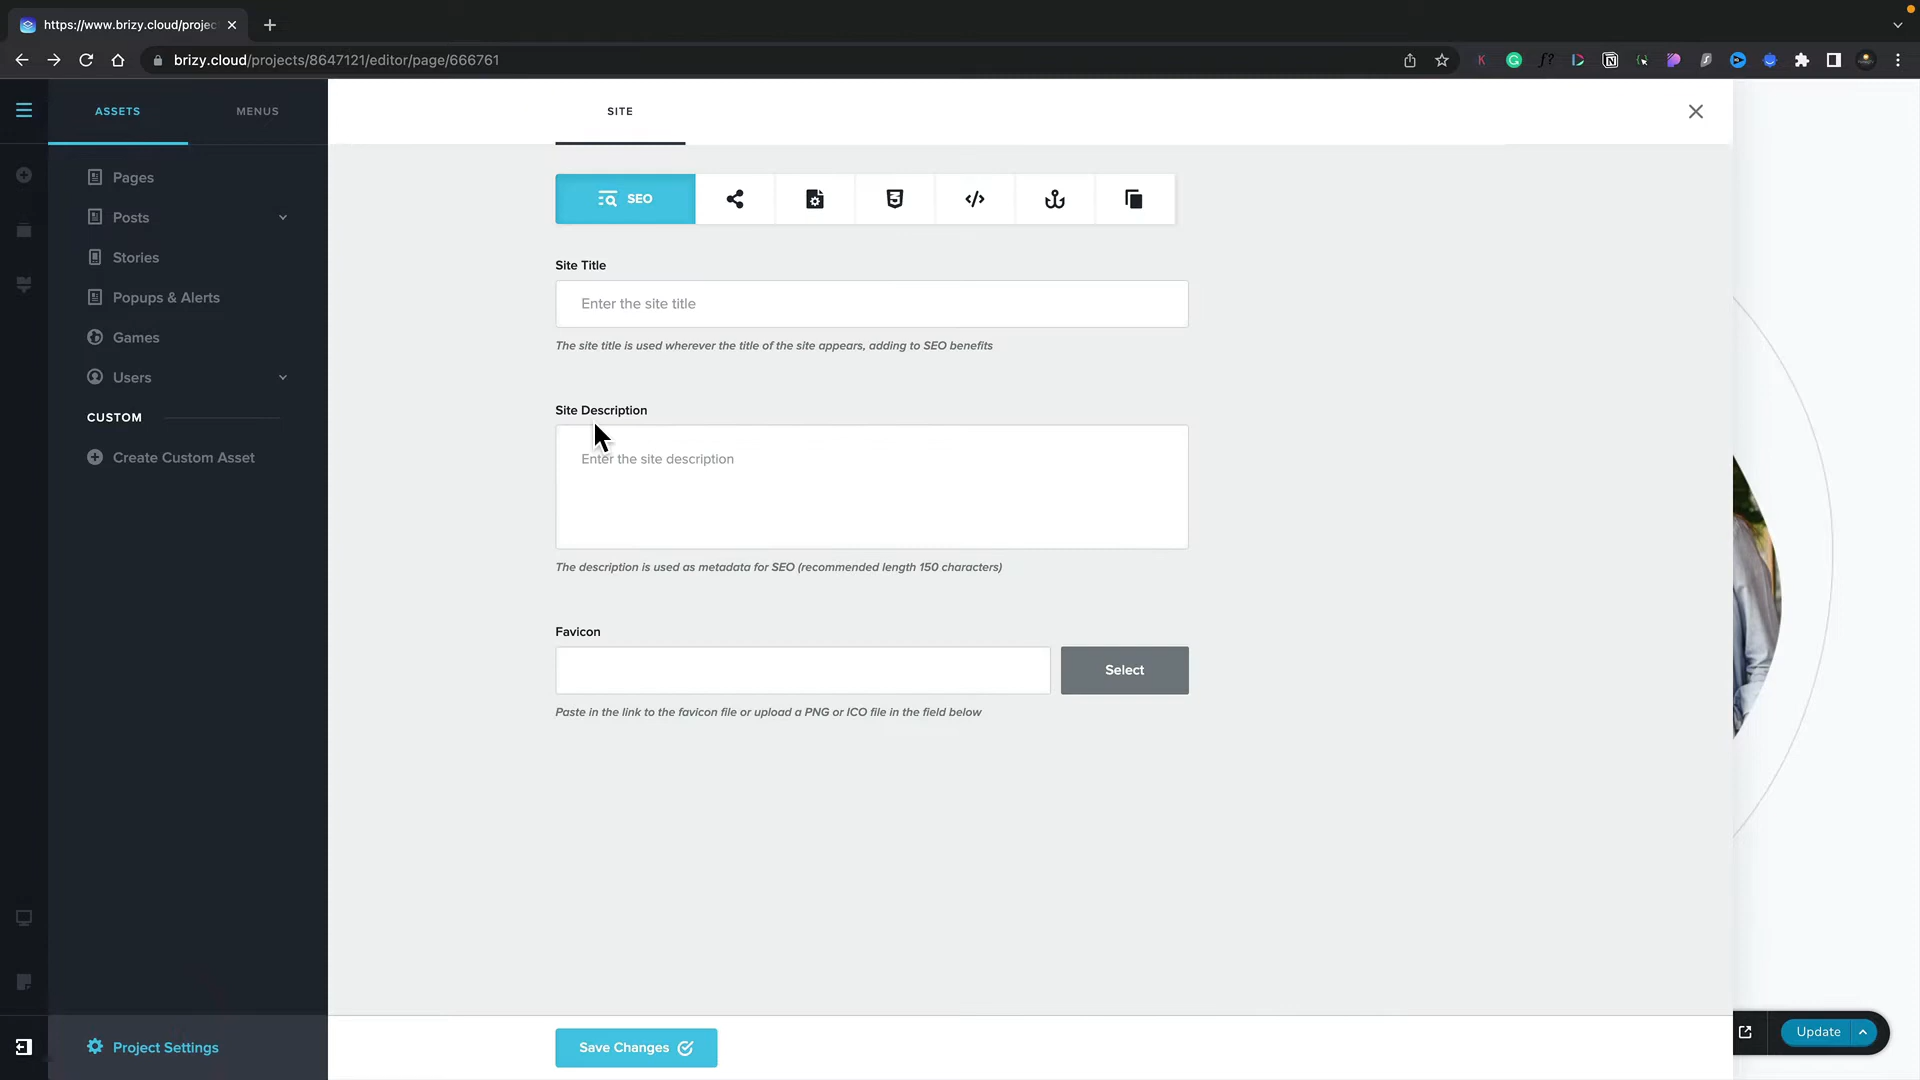 https://www.brizy.cloud/projec
brizy.cloud/projects/8647121/editor/page/666761
ASSETS
MENUS
SITE
Pages
Posts
Stories
Popups & Alerts
Games
Users
CUSTOM
Create Custom Asset
SEO
Site Title
Enter the site title
The site title is used wherever the title of the site appears, adding to SEO benefits
Site Description
Enter the site description
The description is used as metadata for SEO (recommended length 150 characters)
Favicon
Select
Paste in the link to the favicon file or upload a PNG or ICO file in the field below
Project Settings
Save Changes
Update